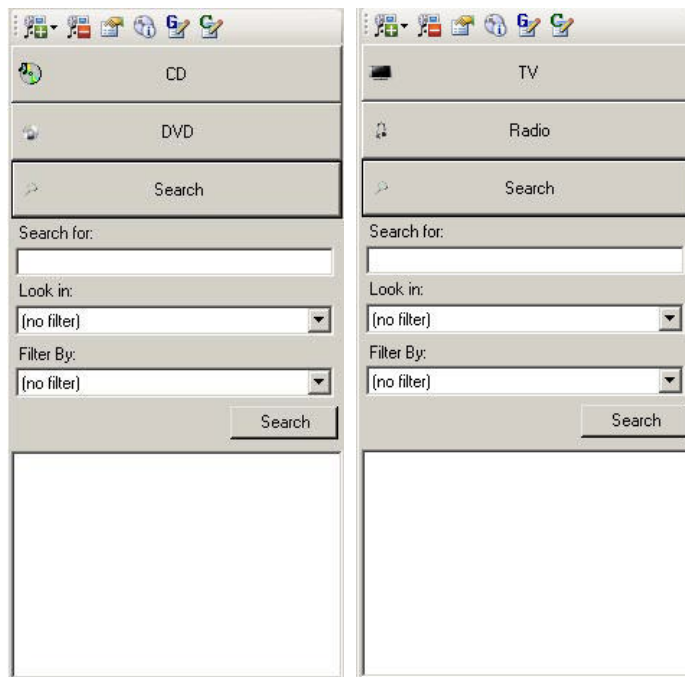 CD
DVD
Search
Search for:
Look in:
(no filter)
Filter By:
(no filter)
Search
TV
Radio
Search
Search for:
Look in:
(no filter)
Filter By:
(no filter)
Search